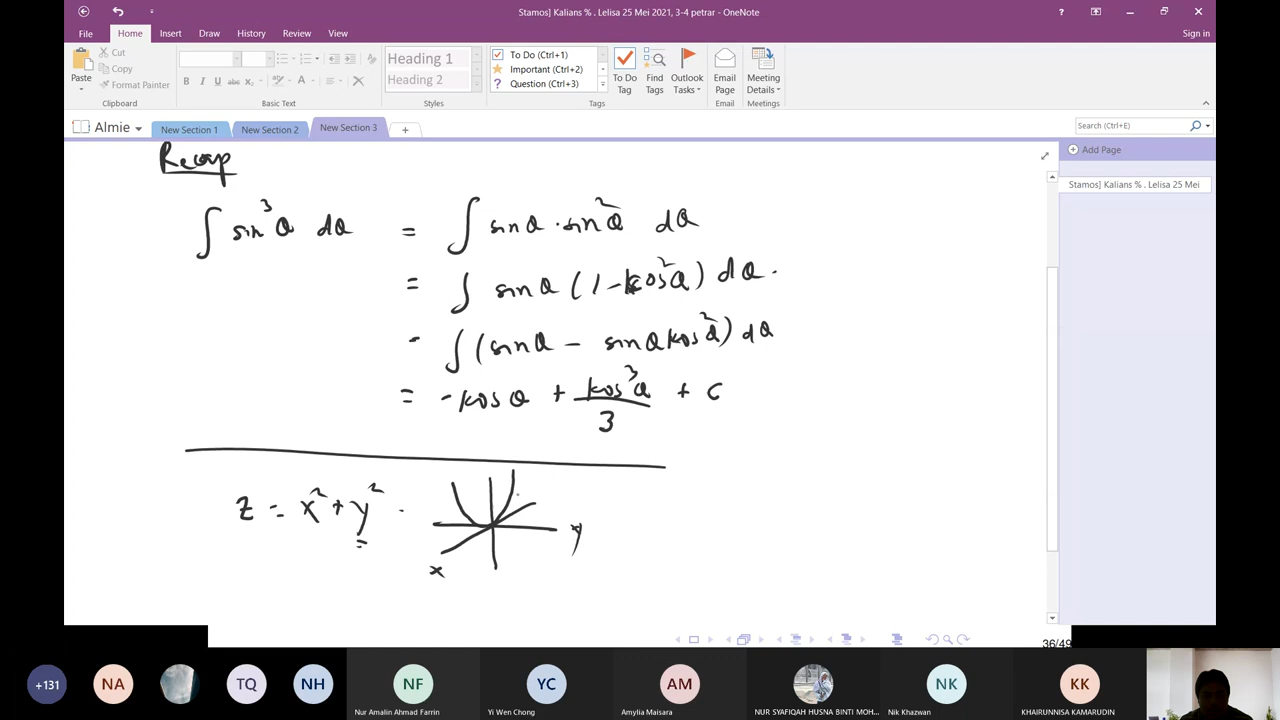 Stamos] Kalians % . Lelisa 25 Mei 2021, 3-4 petrar - OneNote
File Home Insert Draw History Review View Sign in
Paste
Cut
Copy
Format Painter
Clipboard
B I U abc x₂ A
Basic Text
Heading 1
Heading 2
Styles
To Do (Ctrl+1)
Important (Ctrl+2)
Question (Ctrl+3)
To Do Tag
Find Tags
Outlook Tasks
Tags
Email Page
Email
Meeting Details
Meetings
Almie New Section 1 New Section 2 New Section 3 +
Search (Ctrl+E)
Add Page
Stamos] Kalians % . Lelisa 25 Mei
Recap
∫ sin³θ dθ = ∫ sinθ · sin²θ dθ
= ∫ sinθ (1 - kos²θ) dθ.
- ∫ (sinθ - sinθ kos²θ) dθ
= -kosθ + kos³θ/3 + c
z = x² + y² .
y
x
36/49
+131 NA TQ NH NF YC AM NK KK
Nur Amalin Ahmad Farrin Yi Wen Chong Amylia Maisara NUR SYAFIQAH HUSNA BINTI MOH... Nik Khazwan KHAIRUNNISA KAMARUDIN